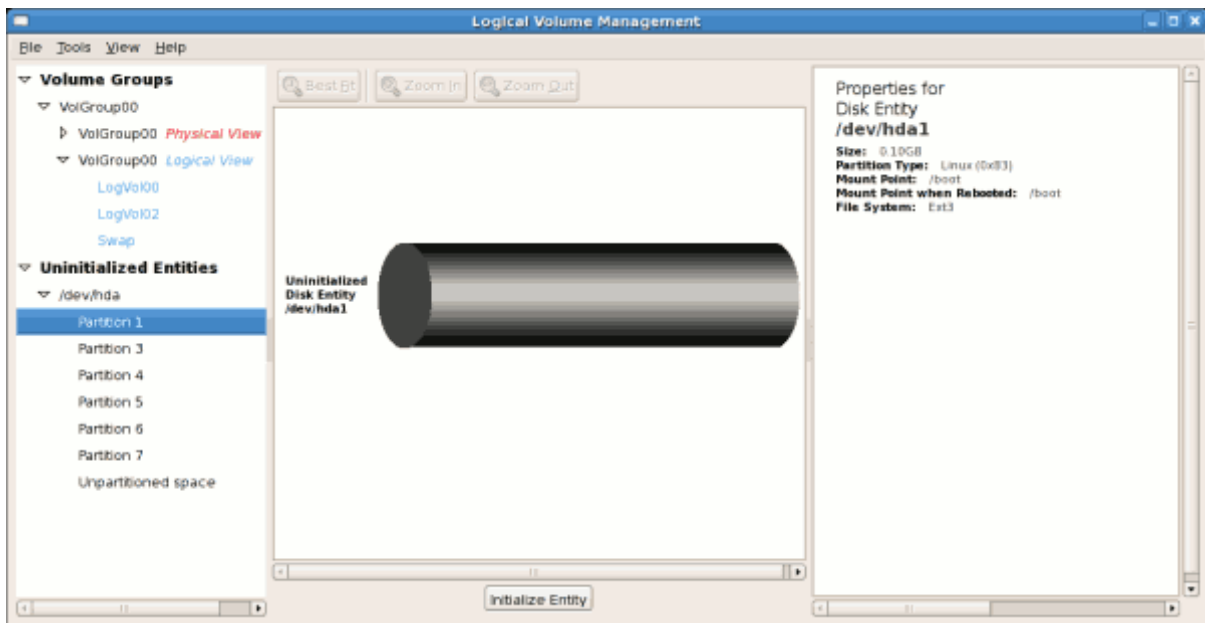 Logical Volume Management
File Tools View Help
Volume Groups
VolGroup00
VolGroup00 Physical View
VolGroup00 Logical View
LogVol00
LogVol02
Swap
Uninitialized Entities
/dev/hda
Partition 1
Partition 3
Partition 4
Partition 5
Partition 6
Partition 7
Unpartitioned space
Best Fit Zoom In Zoom Out
Uninitialized
Disk Entity
/dev/hda1
Initialize Entity
Properties for
Disk Entity
/dev/hda1
Size: 0.10GB
Partition Type: Linux (0x83)
Mount Point: /boot
Mount Point when Rebooted: /boot
File System: Ext3